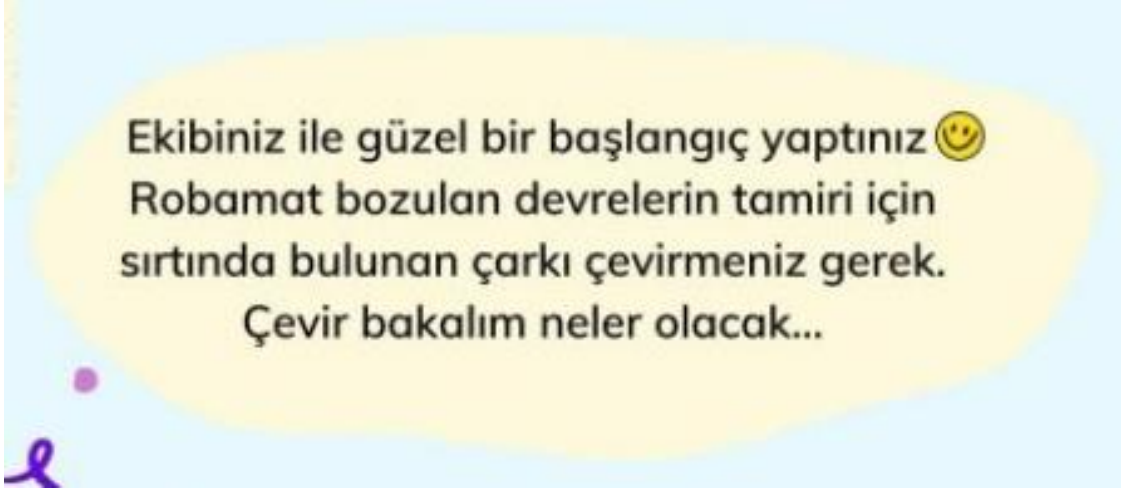 Ekibiniz ile güzel bir başlangıç yaptınız
Robamat bozulan devrelerin tamiri için
sırtında bulunan çarkı çevirmeniz gerek.
Çevir bakalım neler olacak...